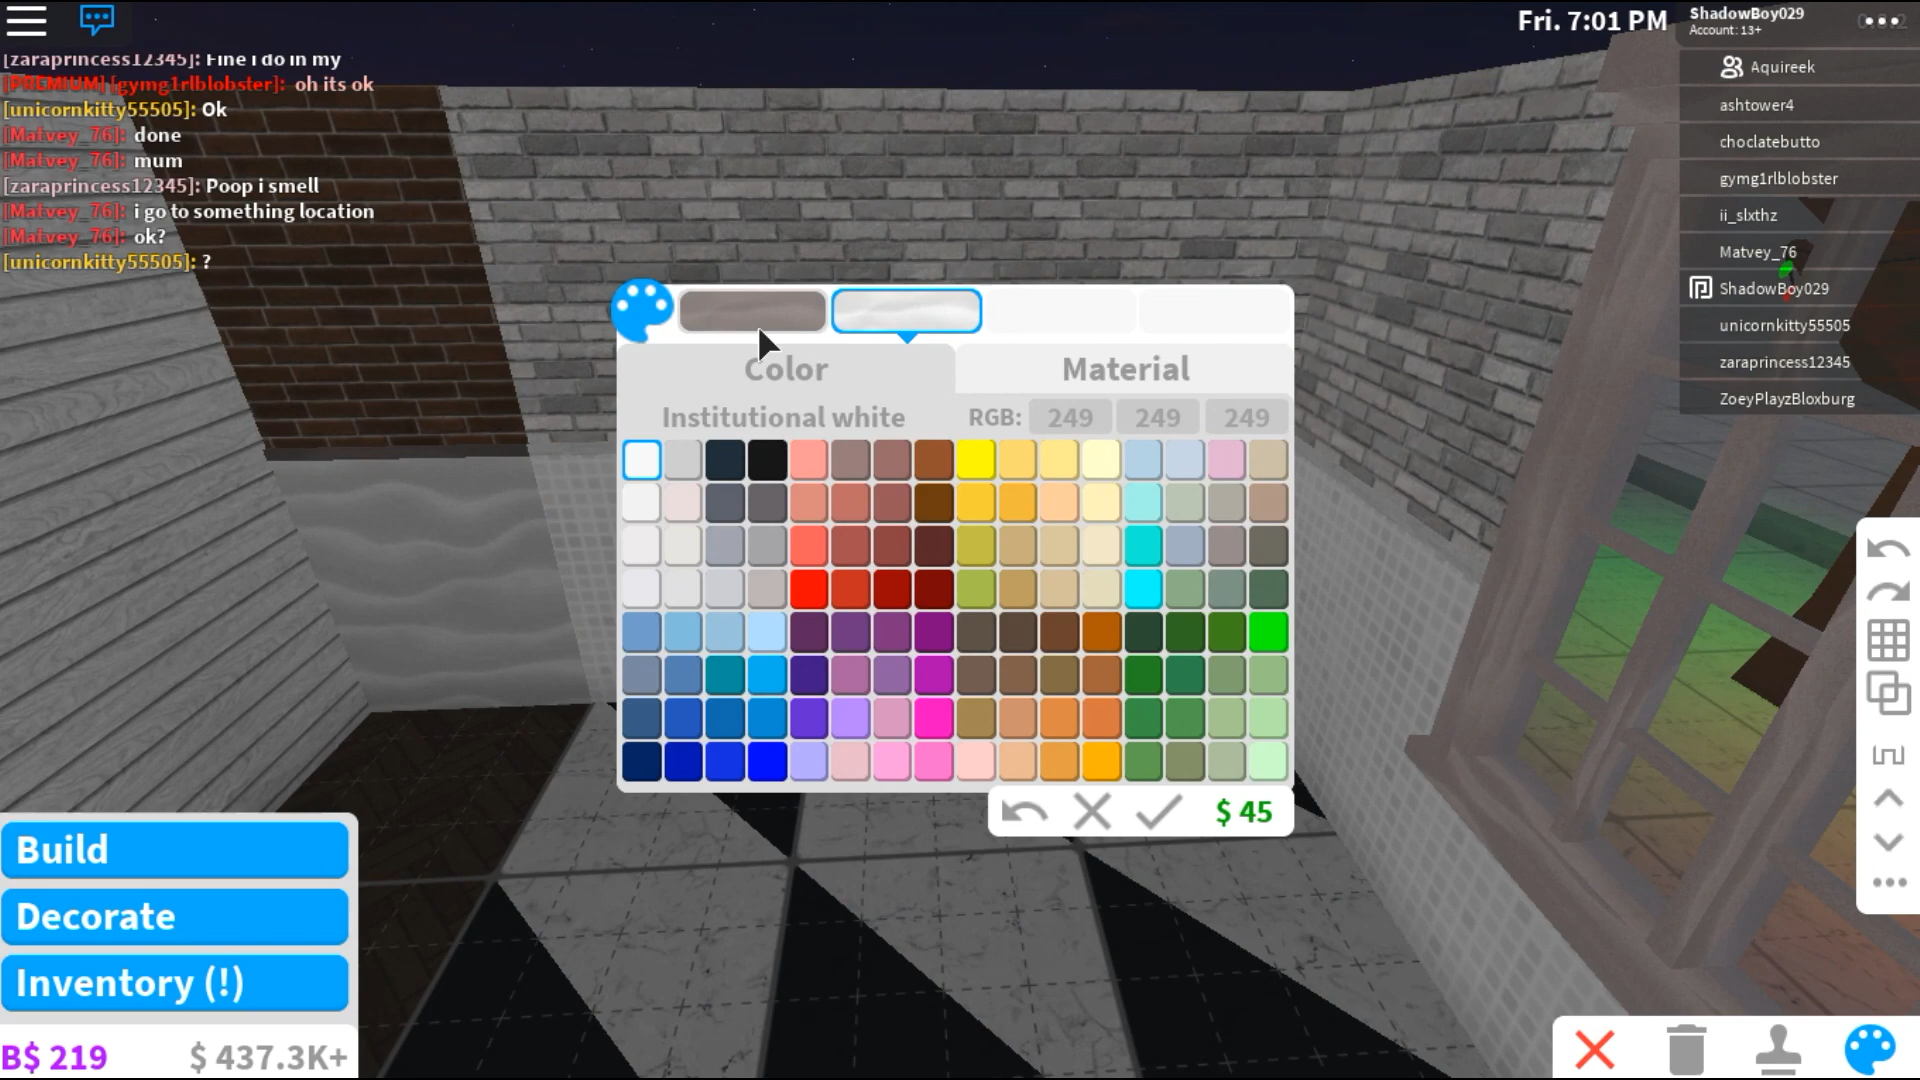 Fri. 7:01 PM
ShadowBoy029
Account: 13+
[zaraprincess12345]: Fine i do in my
[PREMIUM] [gymg1rlblobster]: oh its ok
[unicornkitty55505]: Ok
[Matvey_76]: done
[Matvey_76]: mum
[zaraprincess12345]: Poop i smell
[Matvey_76]: i go to something location
[Matvey_76]: ok?
[unicornkitty55505]: ?
Aquireek
ashtower4
choclatebutto
gymg1rlblobster
ii_slxthz
Matvey_76
ShadowBoy029
unicornkitty55505
zaraprincess12345
ZoeyPlayzBloxburg
Color
Material
Institutional white
RGB: 249 249 249
$ 45
Build
Decorate
Inventory (!)
B$ 219
$ 437.3K+